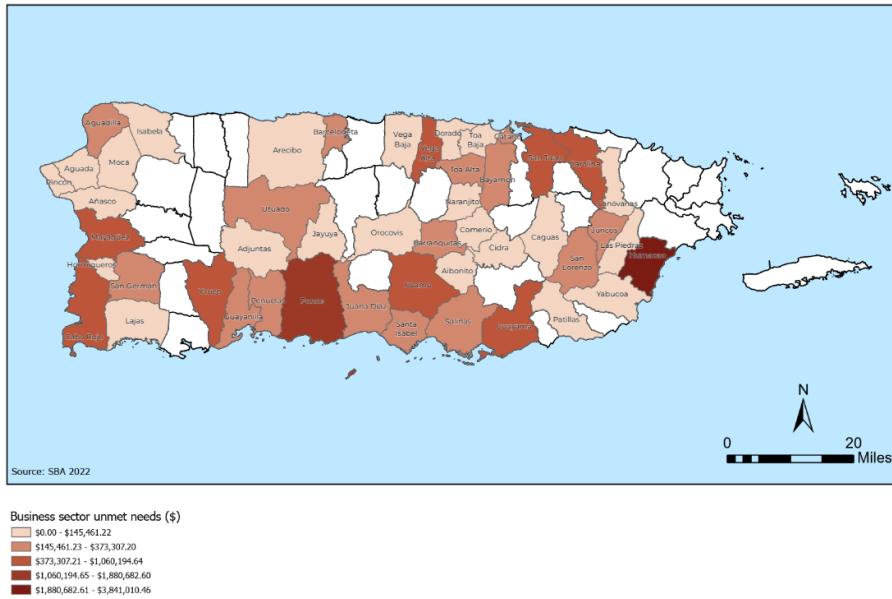 Aguadilla
Isabela
Arecibo
Barceloneta
Vega
Baja
Vega
Alta
Dorado
Toa
Baja
Cataño
Aguada
Moca
Rincón
Añasco
Toa Alta
Bayamón
San Juan
Carolina
Canóvanas
Utuado
Naranjito
Mayagüez
Adjuntas
Jayuya
Orocovis
Comerío
Barranquitas
Cidra
Caguas
Juncos
Las Piedras
Humacao
Hormigueros
San Germán
Yauco
Aibonito
San
Lorenzo
Peñuelas
Ponce
Coamo
Yabucoa
Cabo Rojo
Lajas
Guayanilla
Juana Díaz
Santa
Isabel
Salinas
Guayama
Patillas
N
0 20
Miles
Source: SBA 2022
Business sector unmet needs ($)
$0.00 - $145,461.22
$145,461.23 - $373,307.20
$373,307.21 - $1,060,194.64
$1,060,194.65 - $1,880,682.60
$1,880,682.61 - $3,841,010.46